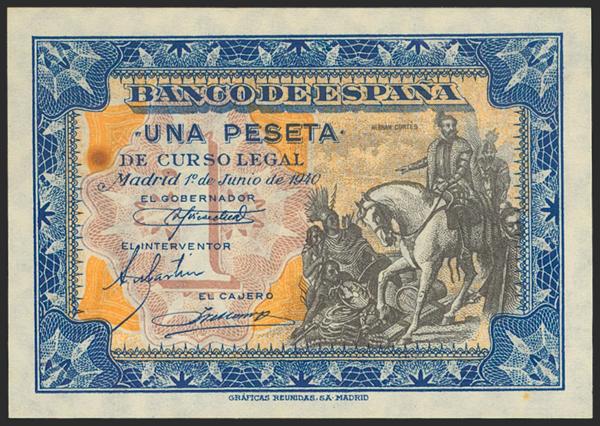 BANCO DE ESPAÑA
UNA PESETA
HERNAN CORTES
DE CURSO LEGAL
Madrid 1º de Junio de 1940
EL GOBERNADOR
EL INTERVENTOR
EL CAJERO
1
GRÁFICAS REUNIDAS, S.A. MADRID